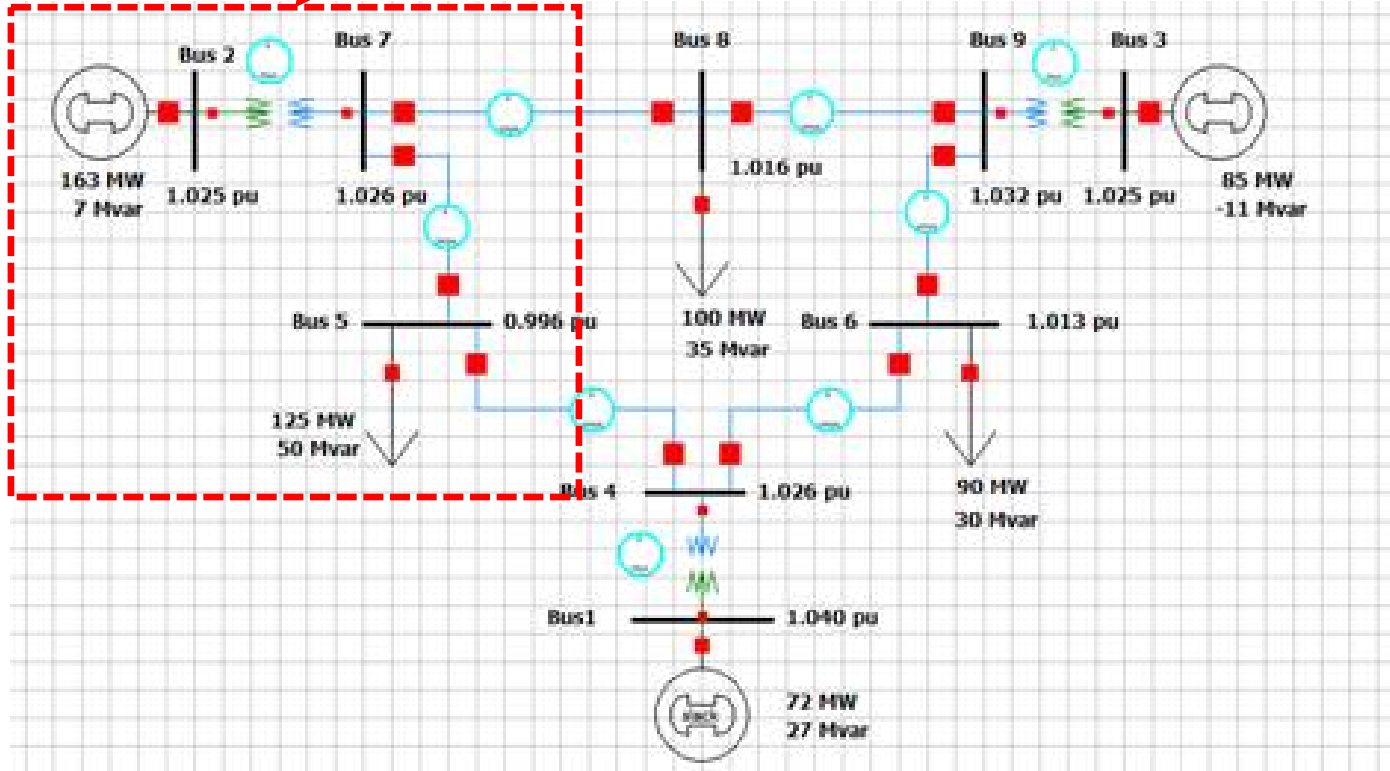 Bus 2
Bus 7
Bus 8
Bus 9
Bus 3
163 MW
7 Mvar
1.025 pu
1.026 pu
1.016 pu
1.032 pu
1.025 pu
85 MW
-11 Mvar
Bus 5
0.996 pu
100 MW
35 Mvar
Bus 6
1.013 pu
125 MW
50 Mvar
Bus 4
1.026 pu
90 MW
30 Mvar
Bus1
1.040 pu
72 MW
27 Mvar